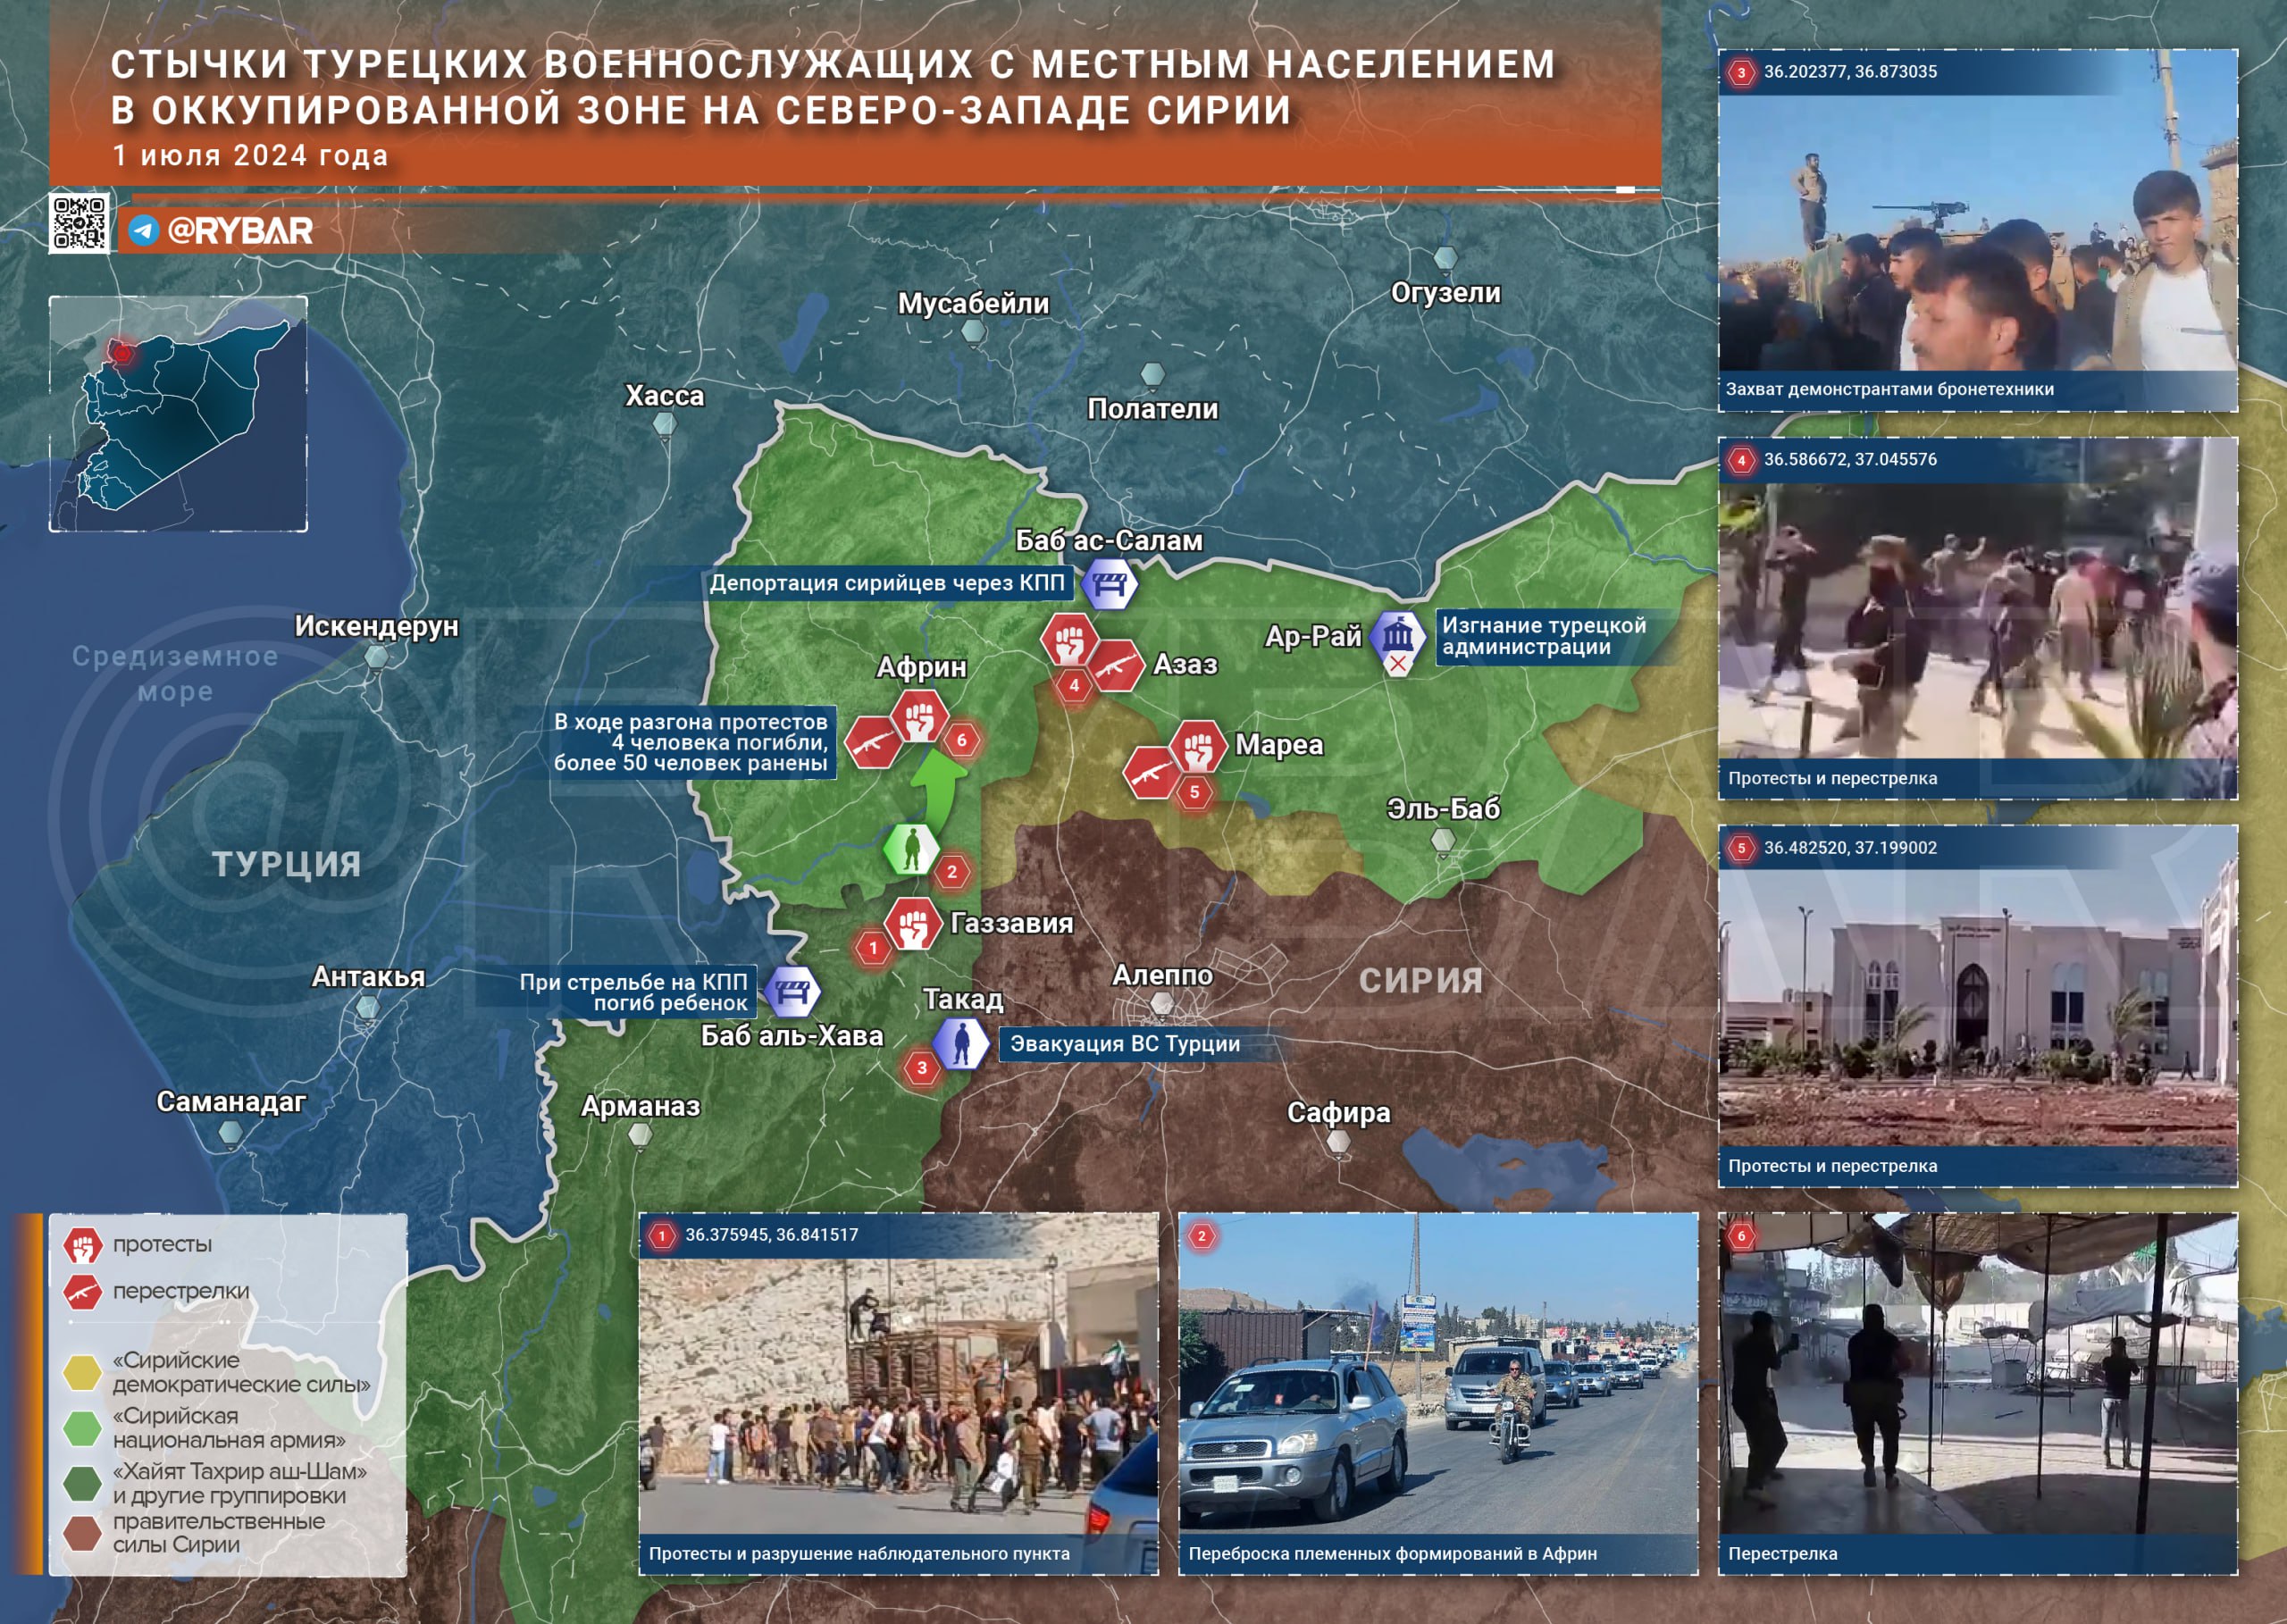 СТЫЧКИ ТУРЕЦКИХ ВОЕННОСЛУЖАЩИХ С МЕСТНЫМ НАСЕЛЕНИЕМ
В ОККУПИРОВАННОЙ ЗОНЕ НА СЕВЕРО-ЗАПАДЕ СИРИИ
1 июля 2024 года
@RYBAR
Мусабейли
Огузели
Хасса
Полатели
Баб ас-Салам
Депортация сирийцев через КПП
Искендерун
Средиземное
море
Ар-Рай
Изгнание турецкой
администрации
Азаз
4
Африн
В ходе разгона протестов
4 человека погибли,
более 50 человек ранены
6
Мареа
5
Эль-Баб
ТУРЦИЯ
2
Газзавия
1
Антакья
При стрельбе на КПП
погиб ребенок
Баб аль-Хава
Такад
Эвакуация ВС Турции
3
Алеппо
СИРИЯ
Саманадаг
Арманаз
Сафира
@RYBAR
протесты
перестрелки
«Сирийские
демократические силы»
«Сирийская
национальная армия»
«Хайят Тахрир аш-Шам»
и другие группировки
правительственные
силы Сирии
1 36.375945, 36.841517
Протесты и разрушение наблюдательного пункта
2
Переброска племенных формирований в Африн
3 36.202377, 36.873035
Захват демонстрантами бронетехники
4 36.586672, 37.045576
Протесты и перестрелка
5 36.482520, 37.199002
Протесты и перестрелка
6
Перестрелка